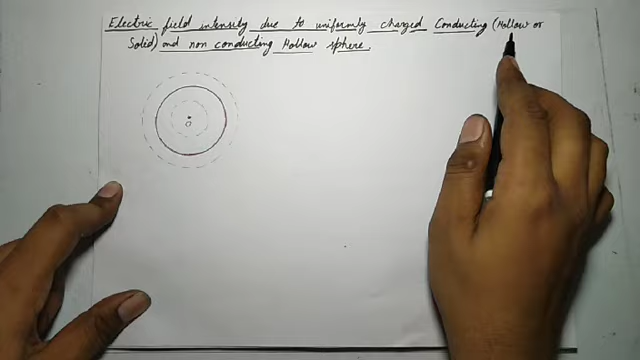 Electric field intensity due to uniformly charged Conducting (Hollow or
Solid) and non conducting Hollow sphere.
O